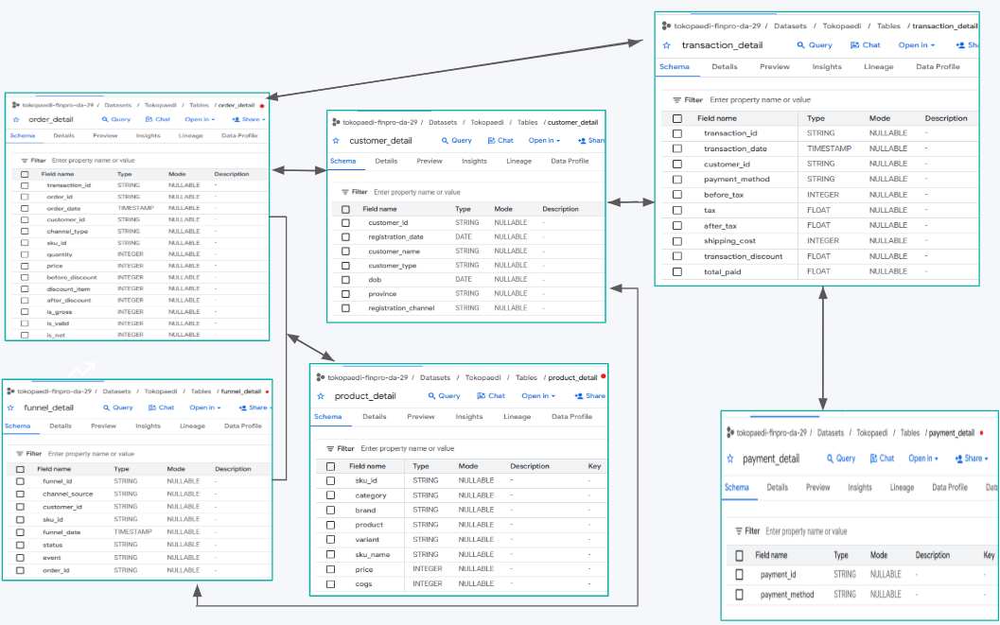 tokopaedi-finpro-da-29 / Datasets / Tokopaedi / Tables / transaction_detail
transaction_detail Query Chat Open in Sh
Schema Details Preview Insights Lineage Data Profile
Filter Enter property name or value
Field name Type Mode Description
transaction_id STRING NULLABLE -
transaction_date TIMESTAMP NULLABLE -
customer_id STRING NULLABLE -
payment_method STRING NULLABLE -
before_tax INTEGER NULLABLE -
tax FLOAT NULLABLE -
after_tax FLOAT NULLABLE -
shipping_cost INTEGER NULLABLE -
transaction_discount FLOAT NULLABLE -
total_paid FLOAT NULLABLE -
tokopaedi-finpro-da-29 / Datasets / Tokopaedi / Tables / order_detail
order_detail Query Chat Open in Share
Schema Details Preview Insights Lineage Data Profile
Filter Enter property name or value
Field name Type Mode Description
transaction_id STRING NULLABLE -
order_id STRING NULLABLE -
order_date TIMESTAMP NULLABLE -
customer_id STRING NULLABLE -
channel_type STRING NULLABLE -
sku_id STRING NULLABLE -
quantity INTEGER NULLABLE -
price INTEGER NULLABLE -
before_discount INTEGER NULLABLE -
discount_item INTEGER NULLABLE -
after_discount INTEGER NULLABLE -
is_gross INTEGER NULLABLE -
is_valid INTEGER NULLABLE -
is_net INTEGER NULLABLE -
tokopaedi-finpro-da-29 / Datasets / Tokopaedi / Tables / customer_detail
customer_detail Query Chat Open in Share
Schema Details Preview Insights Lineage Data Profile
Filter Enter property name or value
Field name Type Mode Description
customer_id STRING NULLABLE -
registration_date DATE NULLABLE -
customer_name STRING NULLABLE -
customer_type STRING NULLABLE -
dob DATE NULLABLE -
province STRING NULLABLE -
registration_channel STRING NULLABLE -
tokopaedi-finpro-da-29 / Datasets / Tokopaedi / Tables / funnel_detail
funnel_detail Query Chat Open in Share
Schema Details Preview Insights Lineage Data Profile
Filter Enter property name or value
Field name Type Mode Description
funnel_id STRING NULLABLE -
channel_source STRING NULLABLE -
customer_id STRING NULLABLE -
sku_id STRING NULLABLE -
funnel_date TIMESTAMP NULLABLE -
status STRING NULLABLE -
event STRING NULLABLE -
order_id STRING NULLABLE -
tokopaedi-finpro-da-29 / Datasets / Tokopaedi / Tables / product_detail
product_detail Query Chat Open in Share
Schema Details Preview Insights Lineage Data Profile
Filter Enter property name or value
Field name Type Mode Description Key
sku_id STRING NULLABLE - -
category STRING NULLABLE - -
brand STRING NULLABLE - -
product STRING NULLABLE - -
variant STRING NULLABLE - -
sku_name STRING NULLABLE - -
price INTEGER NULLABLE - -
cogs INTEGER NULLABLE - -
tokopaedi-finpro-da-29 / Datasets / Tokopaedi / Tables / payment_detail
payment_detail Query Chat Open in Share
Schema Details Preview Insights Lineage Data Profile Dat
Filter Enter property name or value
Field name Type Mode Description Key
payment_id STRING NULLABLE - -
payment_method STRING NULLABLE - -